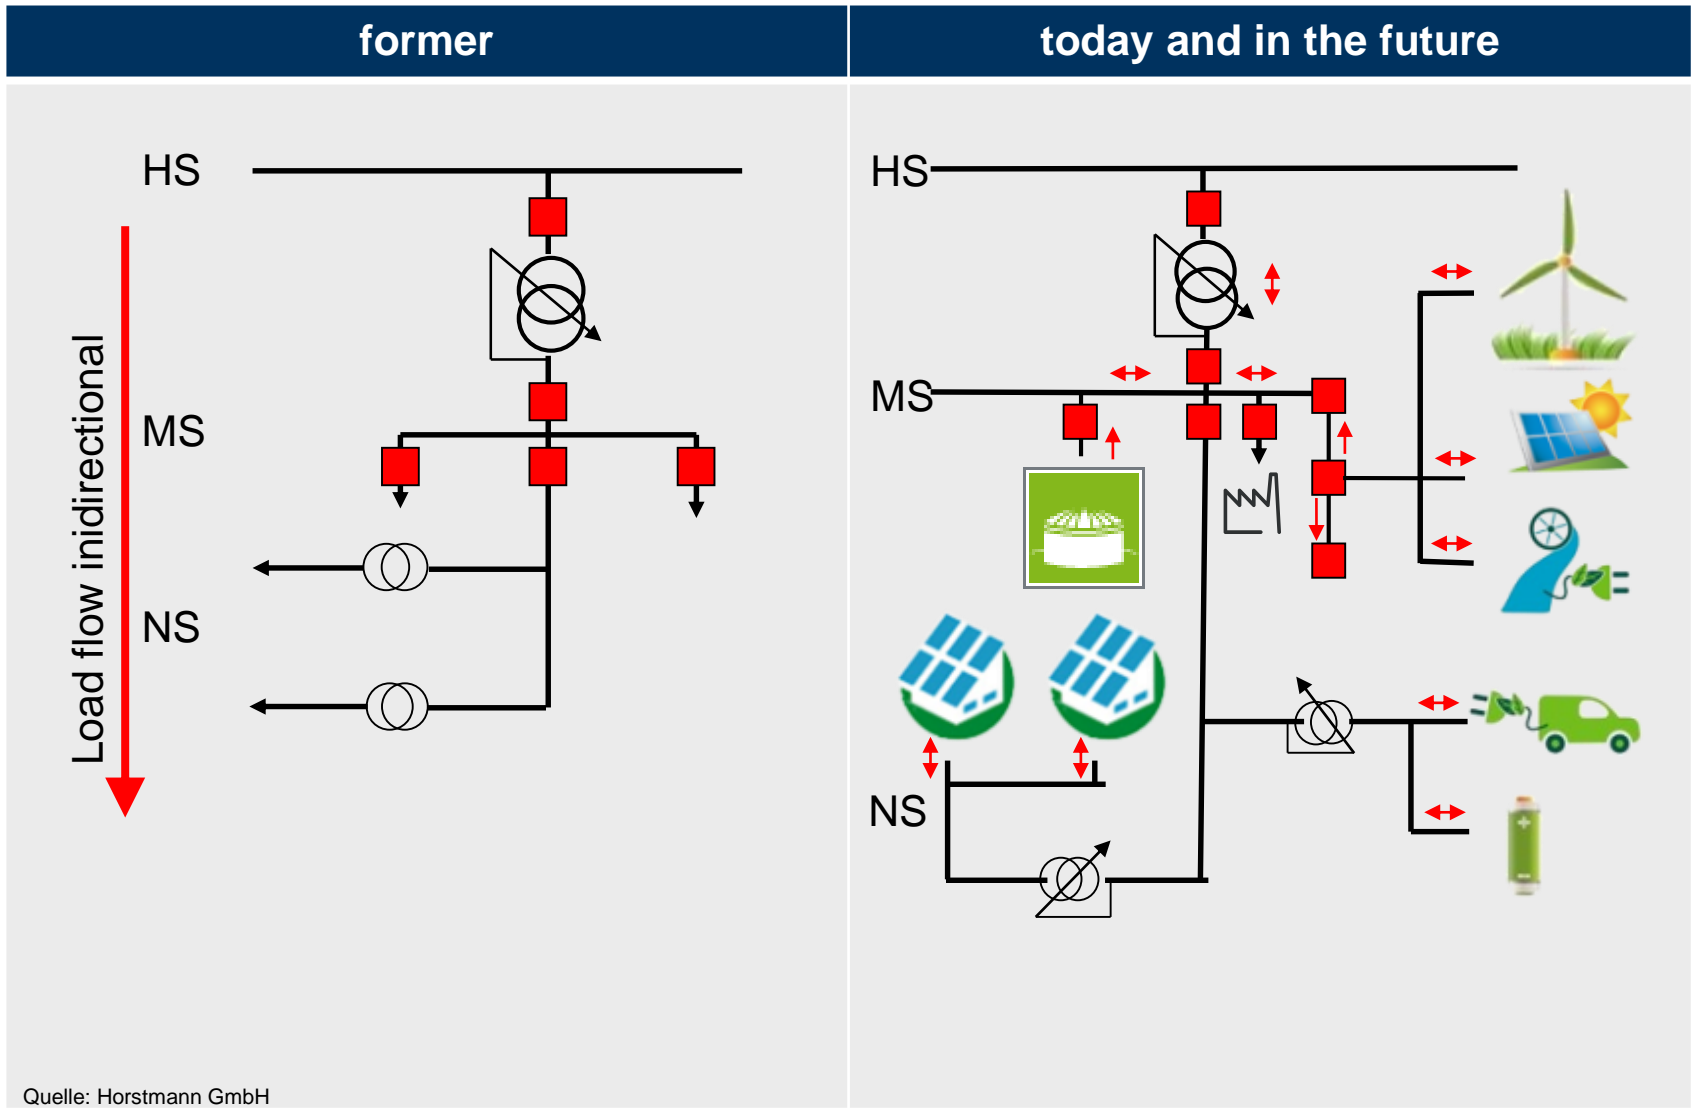 former
today and in the future
HS
MS
NS
Load flow inidirectional
HS
MS
NS
Quelle: Horstmann GmbH